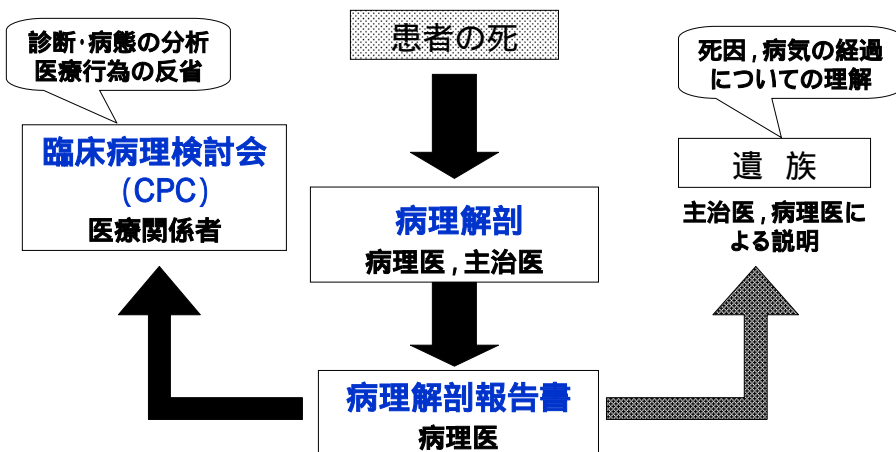 診断・病態の分析
医療行為の反省
患者の死
死因,病気の経過
についての理解
臨床病理検討会
(CPC)
医療関係者
病理解剖
病理医,主治医
遺 族
主治医,病理医に
よる説明
病理解剖報告書
病理医